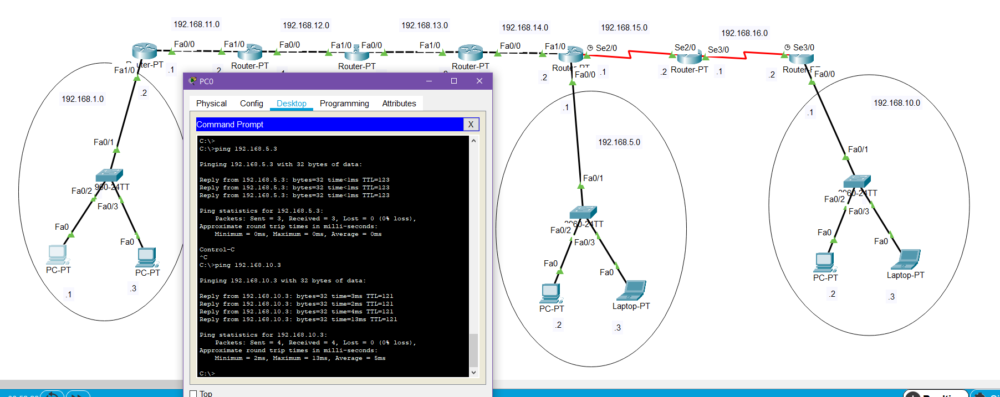 192.168.11.0
192.168.12.0
192.168.13.0
192.168.14.0
192.168.15.0
192.168.16.0
Fa0/0
Fa1/0
Fa0/0
Fa1/0
Fa0/0
Fa1/0
Fa0/0
Fa1/0
Se2/0
Se2/0
Se3/0
Se3/0
Router-PT
Router-PT
Router-PT
Router-PT
Router-PT
Router-PT
Fa1/0
.1
.2
.2
Fa0/0
.1
.2
.1
.2
Fa0/0
.2
192.168.1.0
.1
192.168.5.0
.1
192.168.10.0
PC0
Physical
Config
Desktop
Programming
Attributes
Command Prompt
X
C:\>
C:\>ping 192.168.5.3
Pinging 192.168.5.3 with 32 bytes of data:
Reply from 192.168.5.3: bytes=32 time<1ms TTL=123
Reply from 192.168.5.3: bytes=32 time<1ms TTL=123
Reply from 192.168.5.3: bytes=32 time<1ms TTL=123
Ping statistics for 192.168.5.3:
Packets: Sent = 3, Received = 3, Lost = 0 (0% loss),
Approximate round trip times in milli-seconds:
Minimum = 0ms, Maximum = 0ms, Average = 0ms
Control-C
^C
C:\>ping 192.168.10.3
Pinging 192.168.10.3 with 32 bytes of data:
Reply from 192.168.10.3: bytes=32 time=3ms TTL=121
Reply from 192.168.10.3: bytes=32 time=2ms TTL=121
Reply from 192.168.10.3: bytes=32 time=4ms TTL=121
Reply from 192.168.10.3: bytes=32 time=13ms TTL=121
Ping statistics for 192.168.10.3:
Packets: Sent = 4, Received = 4, Lost = 0 (0% loss),
Approximate round trip times in milli-seconds:
Minimum = 2ms, Maximum = 13ms, Average = 5ms
C:\>
Top
Fa0/1
960-24TT
Fa0/2
Fa0/3
Fa0
Fa0
PC-PT
PC-PT
.1
.3
Fa0/1
2960-24TT
Fa0/2
Fa0/3
Fa0
Fa0
PC-PT
Laptop-PT
.2
.3
Fa0/1
2960-24TT
Fa0/2
Fa0/3
Fa0
Fa0
PC-PT
Laptop-PT
.2
.3